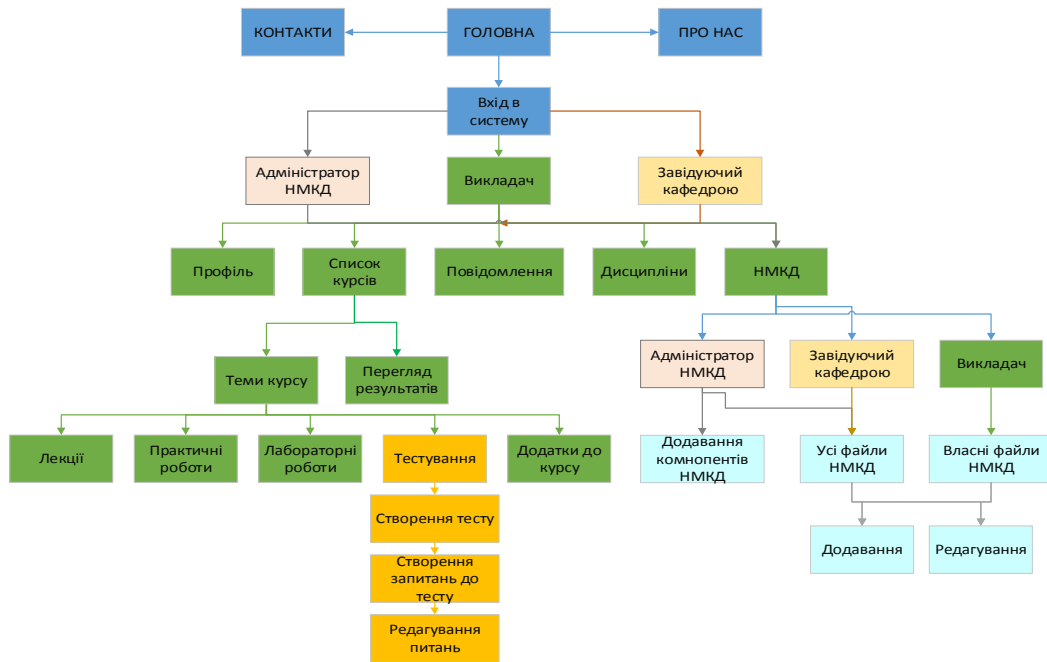 КОНТАКТИ
ГОЛОВНА
ПРО НАС
Вхід в
систему
Адміністратор
НМКД
Викладач
Завідуючий
кафедрою
Профіль
Список
курсів
Повідомлення
Дисципліни
НМКД
Теми курсу
Перегляд
результатів
Адміністратор
НМКД
Завідуючий
кафедрою
Викладач
Лекції
Практичні
роботи
Лабораторні
роботи
Тестування
Додатки до
курсу
Додавання
комнопентів
НМКД
Усі файли
НМКД
Власні файли
НМКД
Створення тесту
Додавання
Редагування
Створення
запитань до
тесту
Редагування
питань